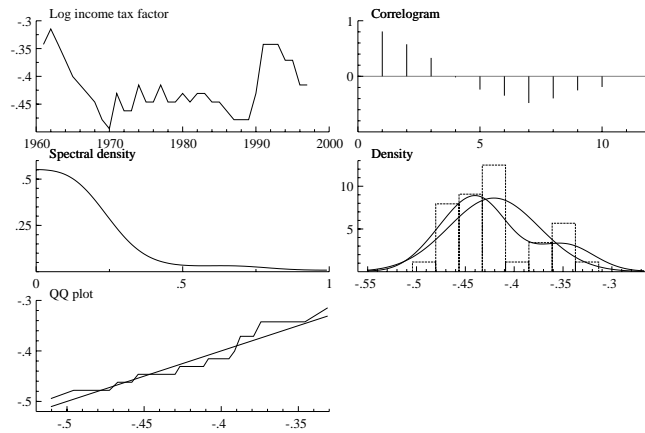 Log income tax factor
-.3
-.35
-.4
-.45
1960 1970 1980 1990 2000
Correlogram
1
0
0 5 10
Spectral density
.5
.25
0 .5 1
Density
10
5
-.55 -.5 -.45 -.4 -.35 -.3
QQ plot
-.3
-.4
-.5
-.5 -.45 -.4 -.35